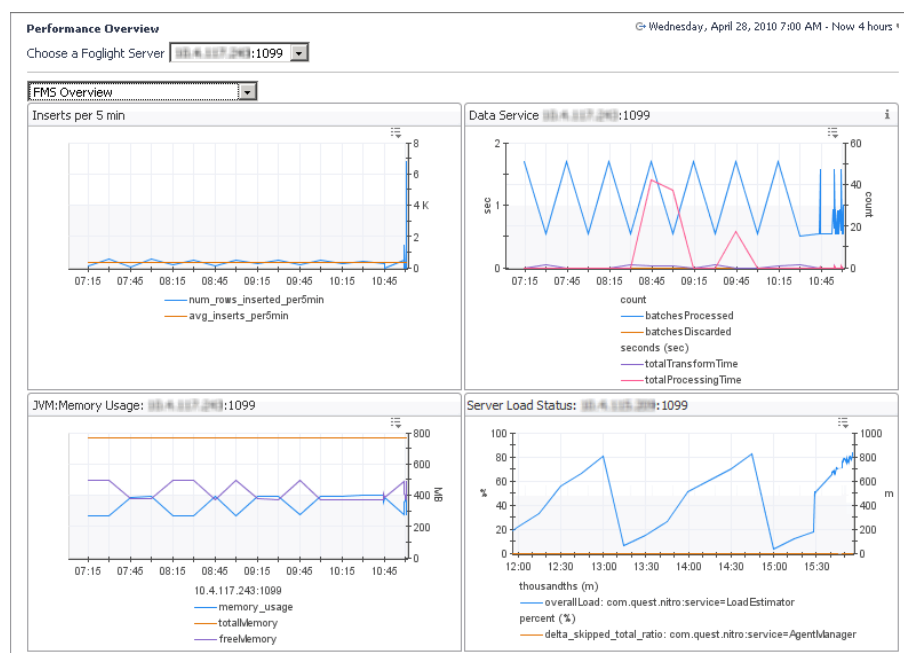 Performance Overview
Wednesday, April 28, 2010 7:00 AM - Now 4 hours
Choose a Foglight Server :1099
FMS Overview
Inserts per 5 min
8
6
4 K
2
0
07:15 07:45 08:15 08:45 09:15 09:45 10:15 10:45
num_rows_inserted_per5min
avg_inserts_per5min
Data Service :1099 i
2
1
0
sec
60
40
20
0
count
07:15 07:45 08:15 08:45 09:15 09:45 10:15 10:45
count
batchesProcessed
batchesDiscarded
seconds (sec)
totalTransformTime
totalProcessingTime
JVM:Memory Usage: :1099
800
600
400
200
0
MB
07:15 07:45 08:15 08:45 09:15 09:45 10:15 10:45
10.4.117.243:1099
memory_usage
totalMemory
freeMemory
Server Load Status: :1099
100
80
60
40
20
0
%
1000
800
600
400
200
0
m
12:00 12:30 13:00 13:30 14:00 14:30 15:00 15:30
thousandths (m)
overallLoad: com.quest.nitro:service=LoadEstimator
percent (%)
delta_skipped_total_ratio: com.quest.nitro:service=AgentManager